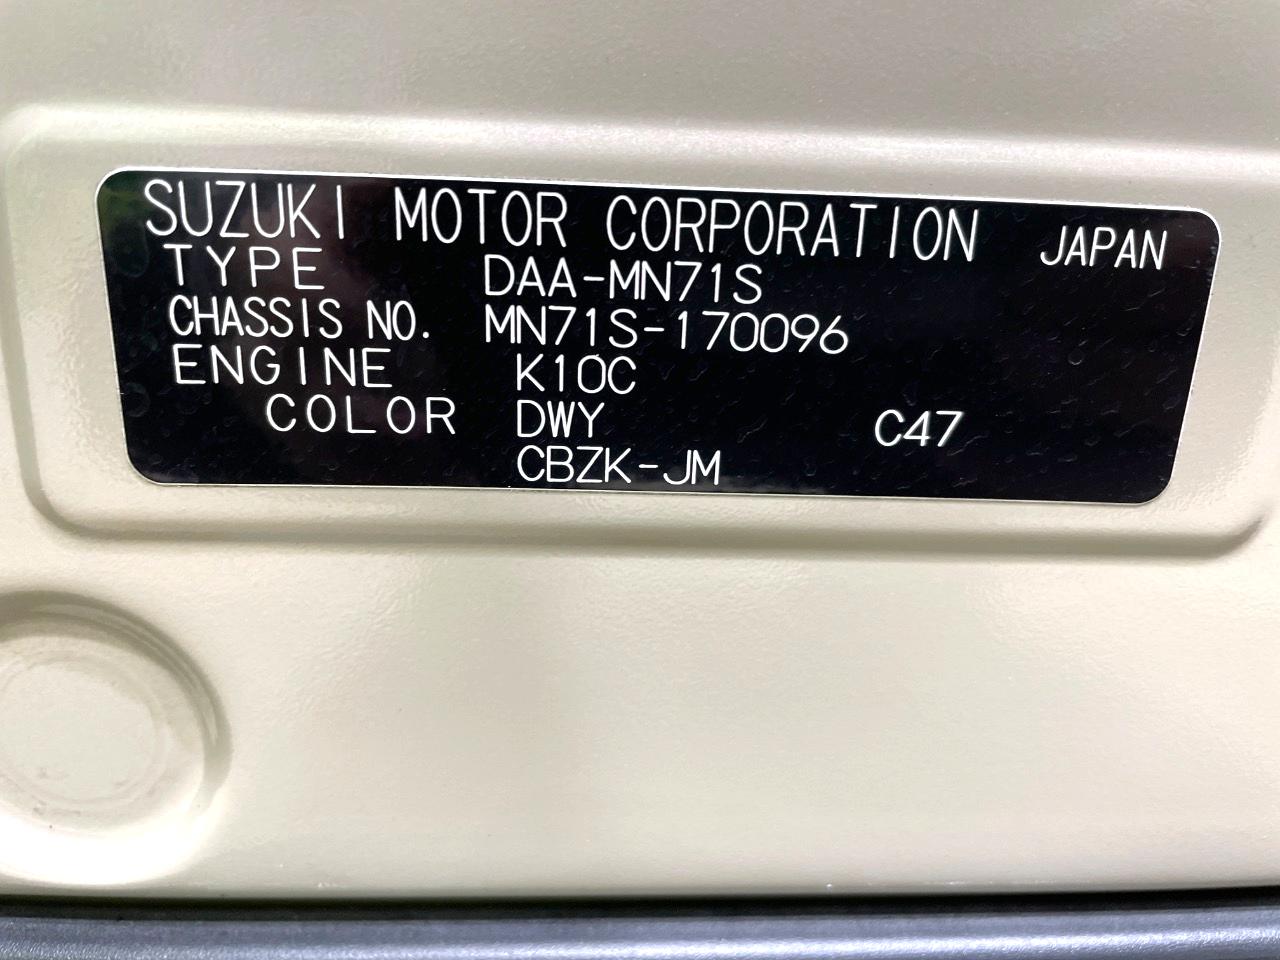 SUZUKI MOTOR CORPORATION JAPAN
TYPE DAA-MN71S
CHASSIS NO. MN71S-170096
ENGINE K10C
COLOR DWY C47
CBZK-JM